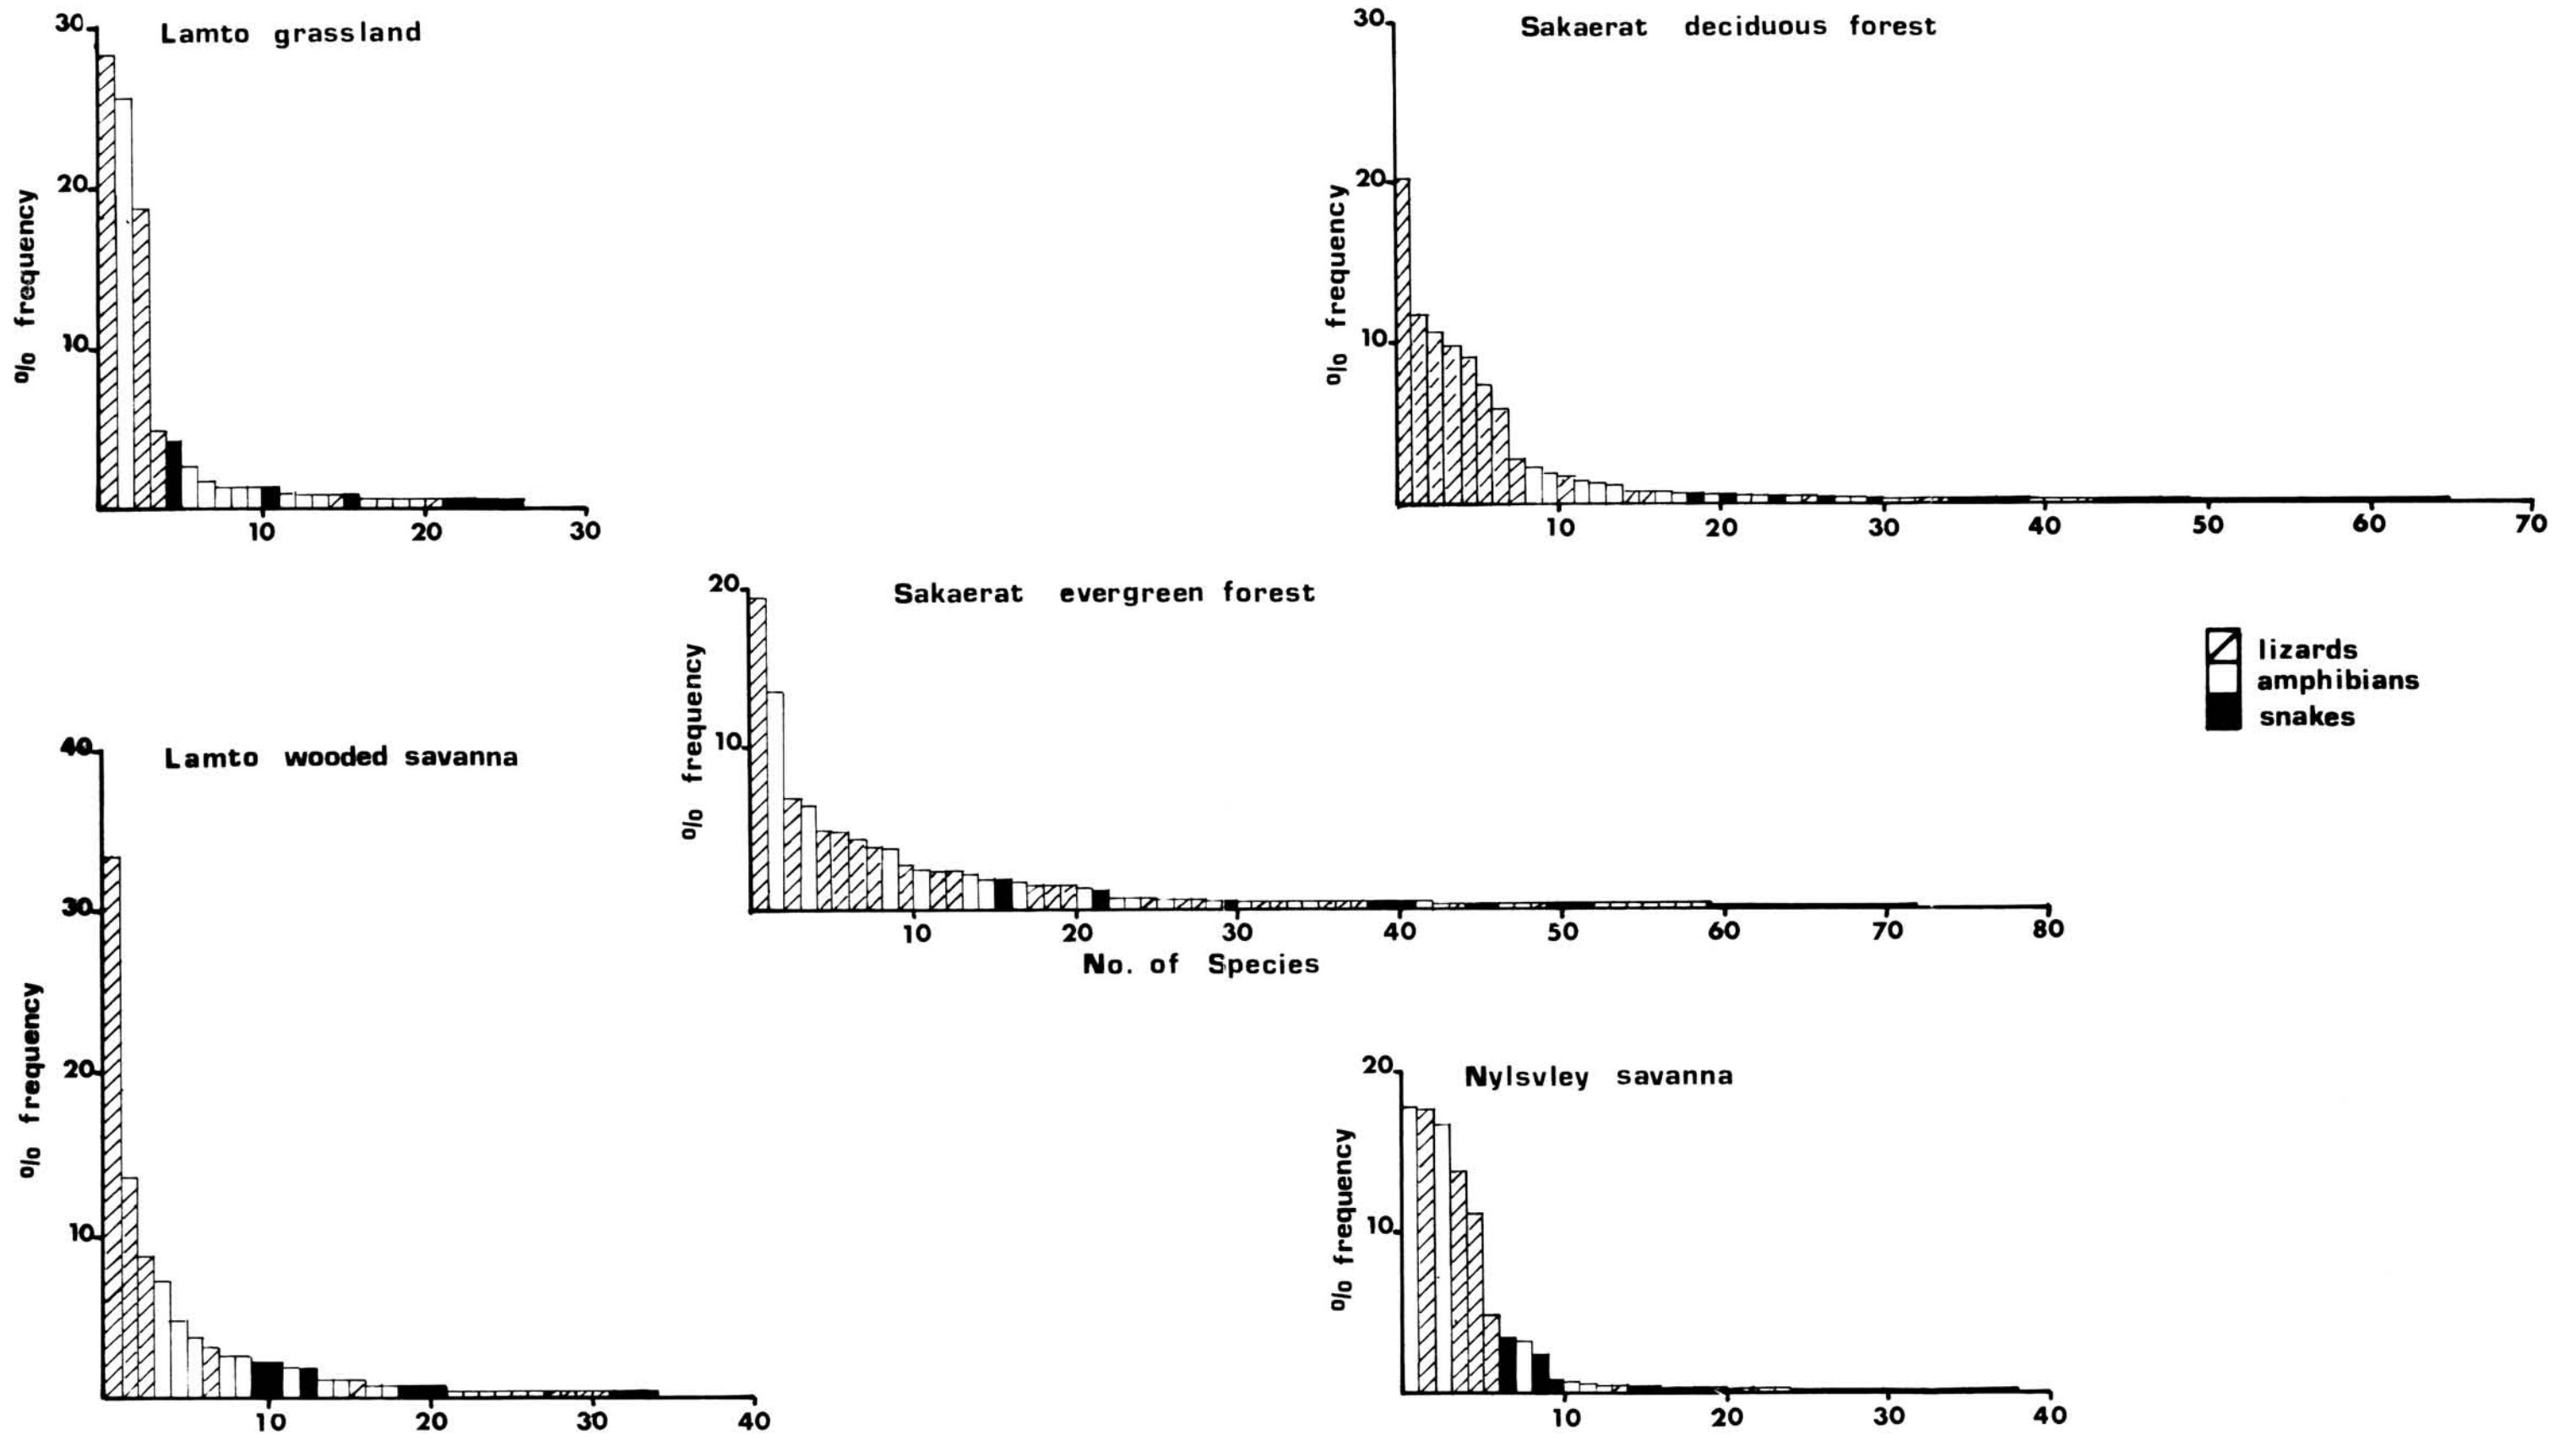 Lamto grassland
% frequency
30
20
10
10 20 30
Sakaerat deciduous forest
% frequency
30
20
10
10 20 30 40 50 60 70
Sakaerat evergreen forest
% frequency
20
10
10 20 30 40 50 60 70 80
No. of Species
lizards
amphibians
snakes
Lamto wooded savanna
% frequency
40
30
20
10
10 20 30 40
Nylsvley savanna
% frequency
20
10
10 20 30 40